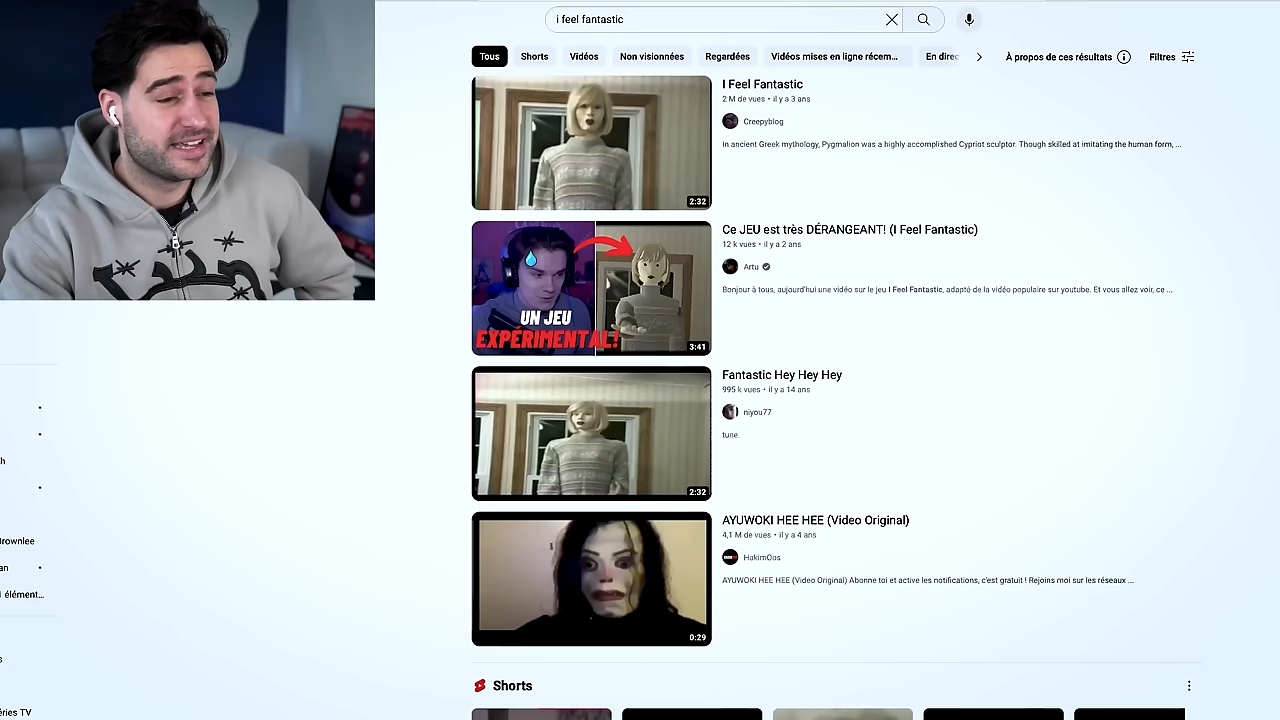 i feel fantastic
Tous
Shorts
Vidéos
Non visionnées
Regardées
Vidéos mises en ligne récem...
En direc
À propos de ces résultats
Filtres
I Feel Fantastic
2 M de vues • il y a 3 ans
Creepyblog
In ancient Greek mythology, Pygmalion was a highly accomplished Cypriot sculptor. Though skilled at imitating the human form, ...
2:32
Ce JEU est très DÉRANGEANT! (I Feel Fantastic)
12 k vues • il y a 2 ans
Artu
Bonjour à tous, aujourd'hui une vidéo sur le jeu I Feel Fantastic, adapté de la vidéo populaire sur youtube. Et vous allez voir, ce ...
UN JEU
EXPÉRIMENTAL!
3:41
Fantastic Hey Hey Hey
995 k vues • il y a 14 ans
niyou77
tune.
2:32
AYUWOKI HEE HEE (Video Original)
4,1 M de vues • il y a 4 ans
HakimOos
AYUWOKI HEE HEE (Video Original) Abonne toi et active les notifications, c'est gratuit ! Rejoins moi sur les réseaux ...
0:29
Shorts
h
Brownlee
an
élément...
s
éries TV